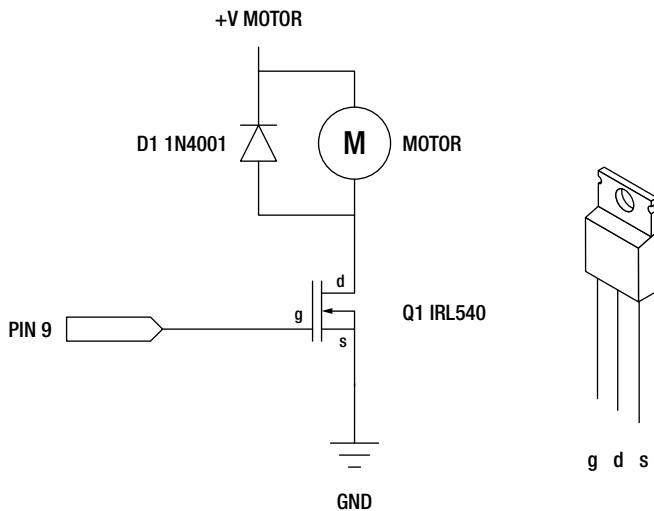 +V MOTOR
D1 1N4001
M
MOTOR
d
g
Q1 IRL540
PIN 9
s
g d s
GND